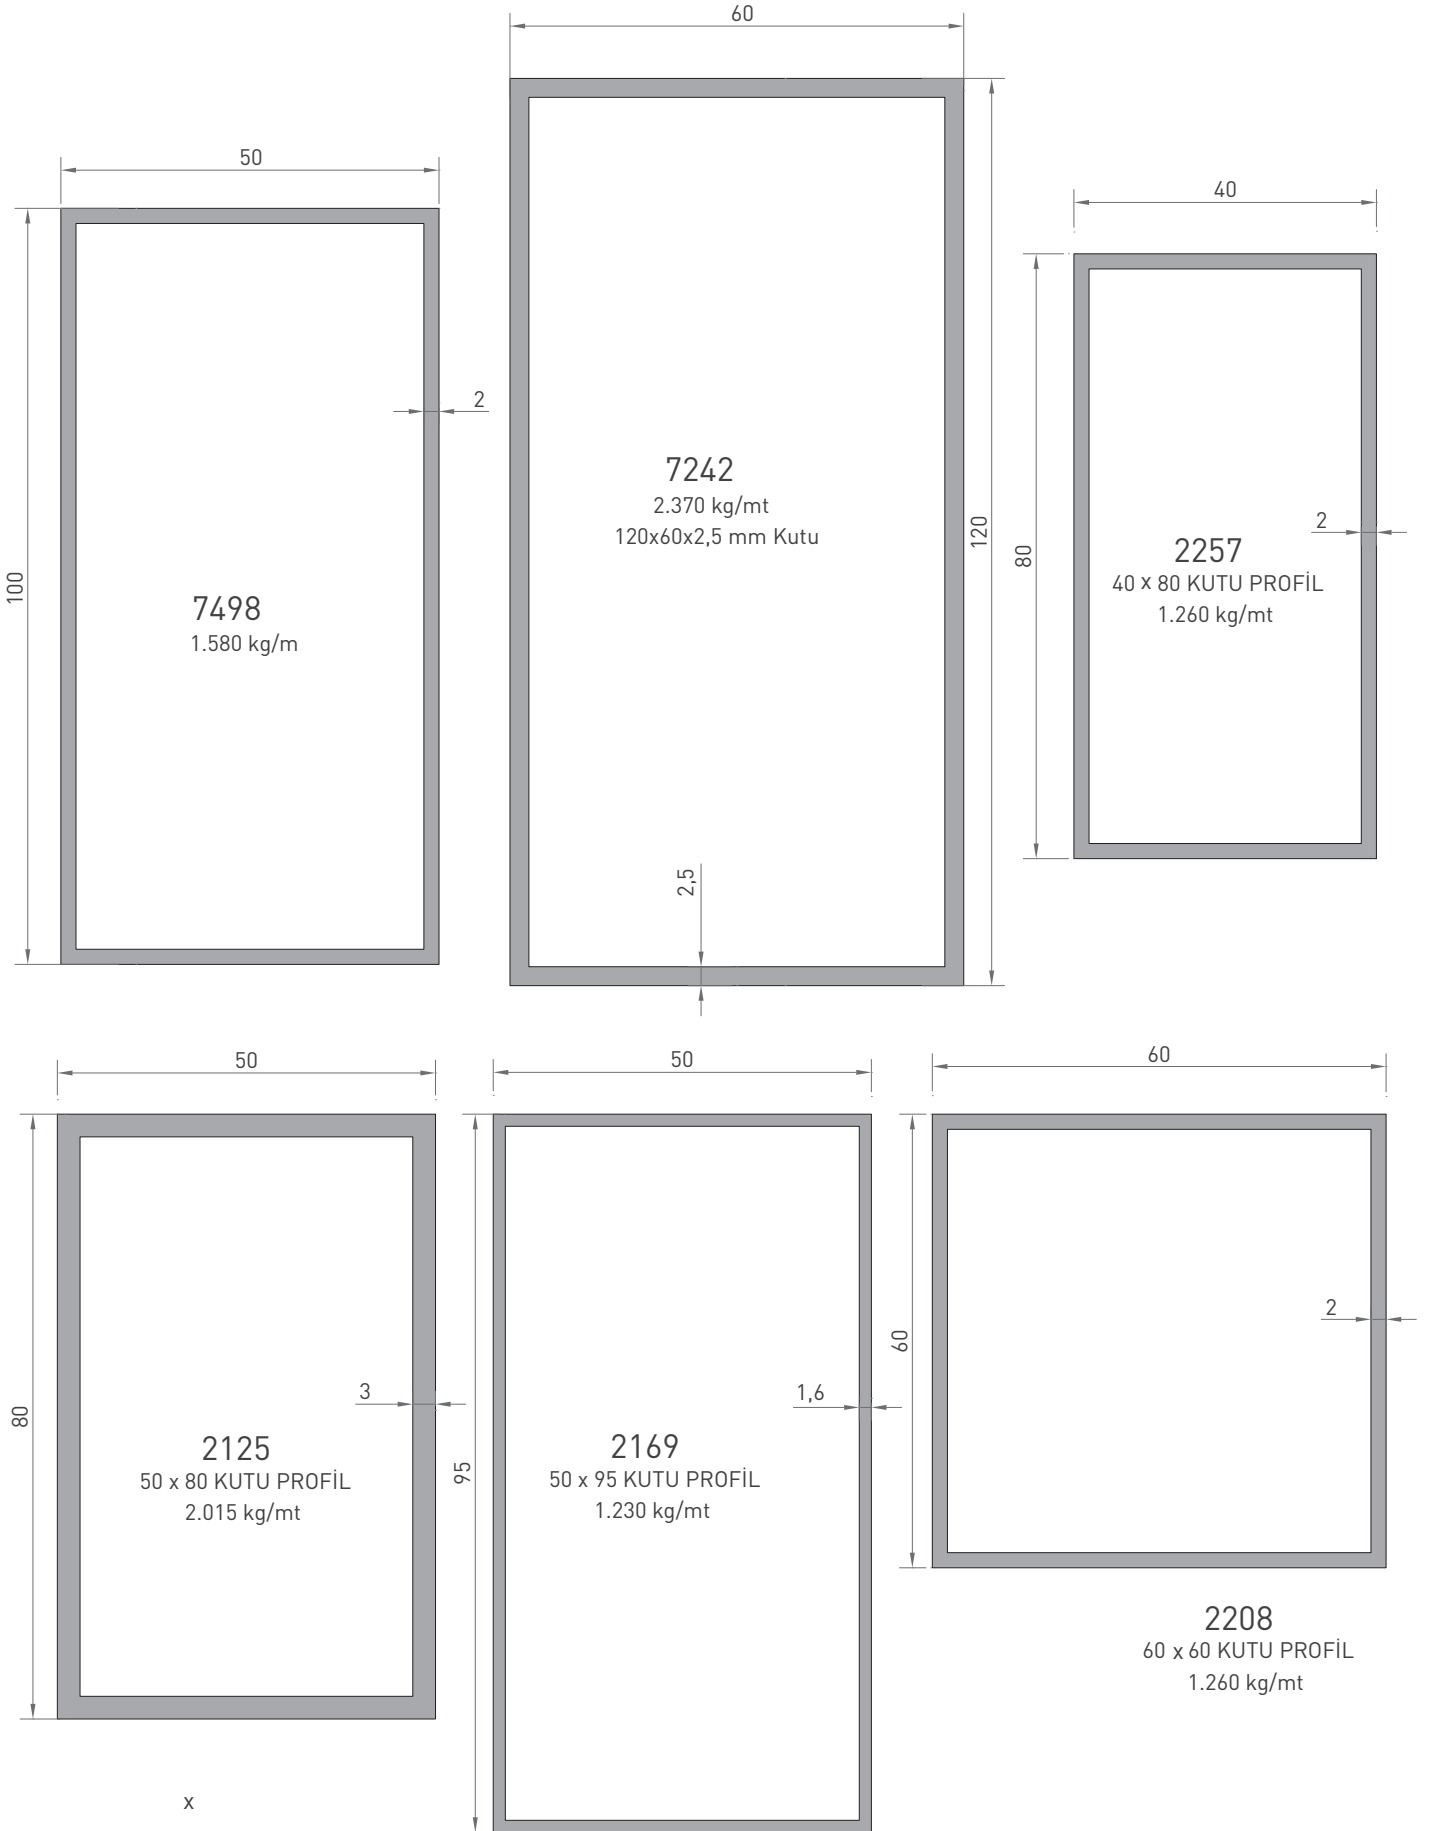 60
50
40
100
2
7242
2.370 kg/mt
120x60x2,5 mm Kutu
120
80
2
2257
40 x 80 KUTU PROFİL
1.260 kg/mt
7498
1.580 kg/m
2,5
50
50
60
80
3
2125
50 x 80 KUTU PROFİL
2.015 kg/mt
95
1,6
2169
50 x 95 KUTU PROFİL
1.230 kg/mt
60
2
2208
60 x 60 KUTU PROFİL
1.260 kg/mt
x